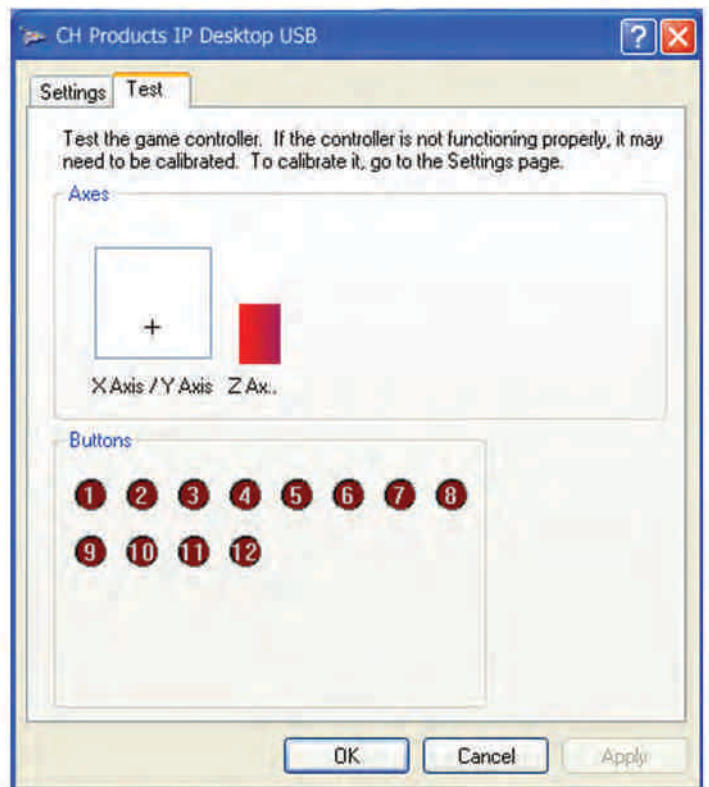 CH Products IP Desktop USB
Settings Test
Test the game controller. If the controller is not functioning properly, it may
need to be calibrated. To calibrate it, go to the Settings page.
Axes
X Axis / Y Axis Z Ax..
Buttons
1 2 3 4 5 6 7 8
9 10 11 12
OK Cancel Apply